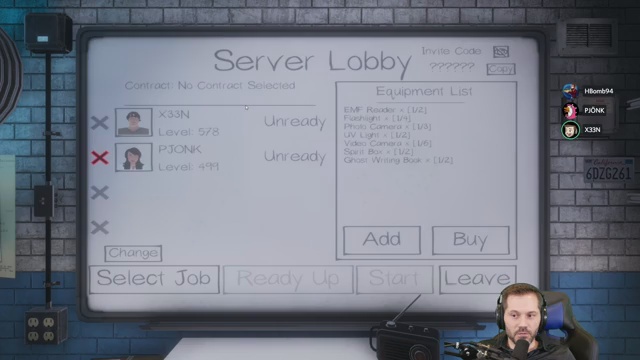 Server Lobby
Invite Code
??????
Copy
Contract: No Contract Selected
X33N
Level: 578
Unready
PJONK
Level: 499
Unready
Change
Equipment List
EMF Reader × [1/2]
Flashlight × [1/4]
Photo Camera × [1/3]
UV Light × [1/2]
Video Camera × [1/6]
Spirit Box × [1/2]
Ghost Writing Book × [1/2]
Add
Buy
Select Job
Ready Up
Start
Leave
HBomb94
PJÖNK
X33N
6DZG261